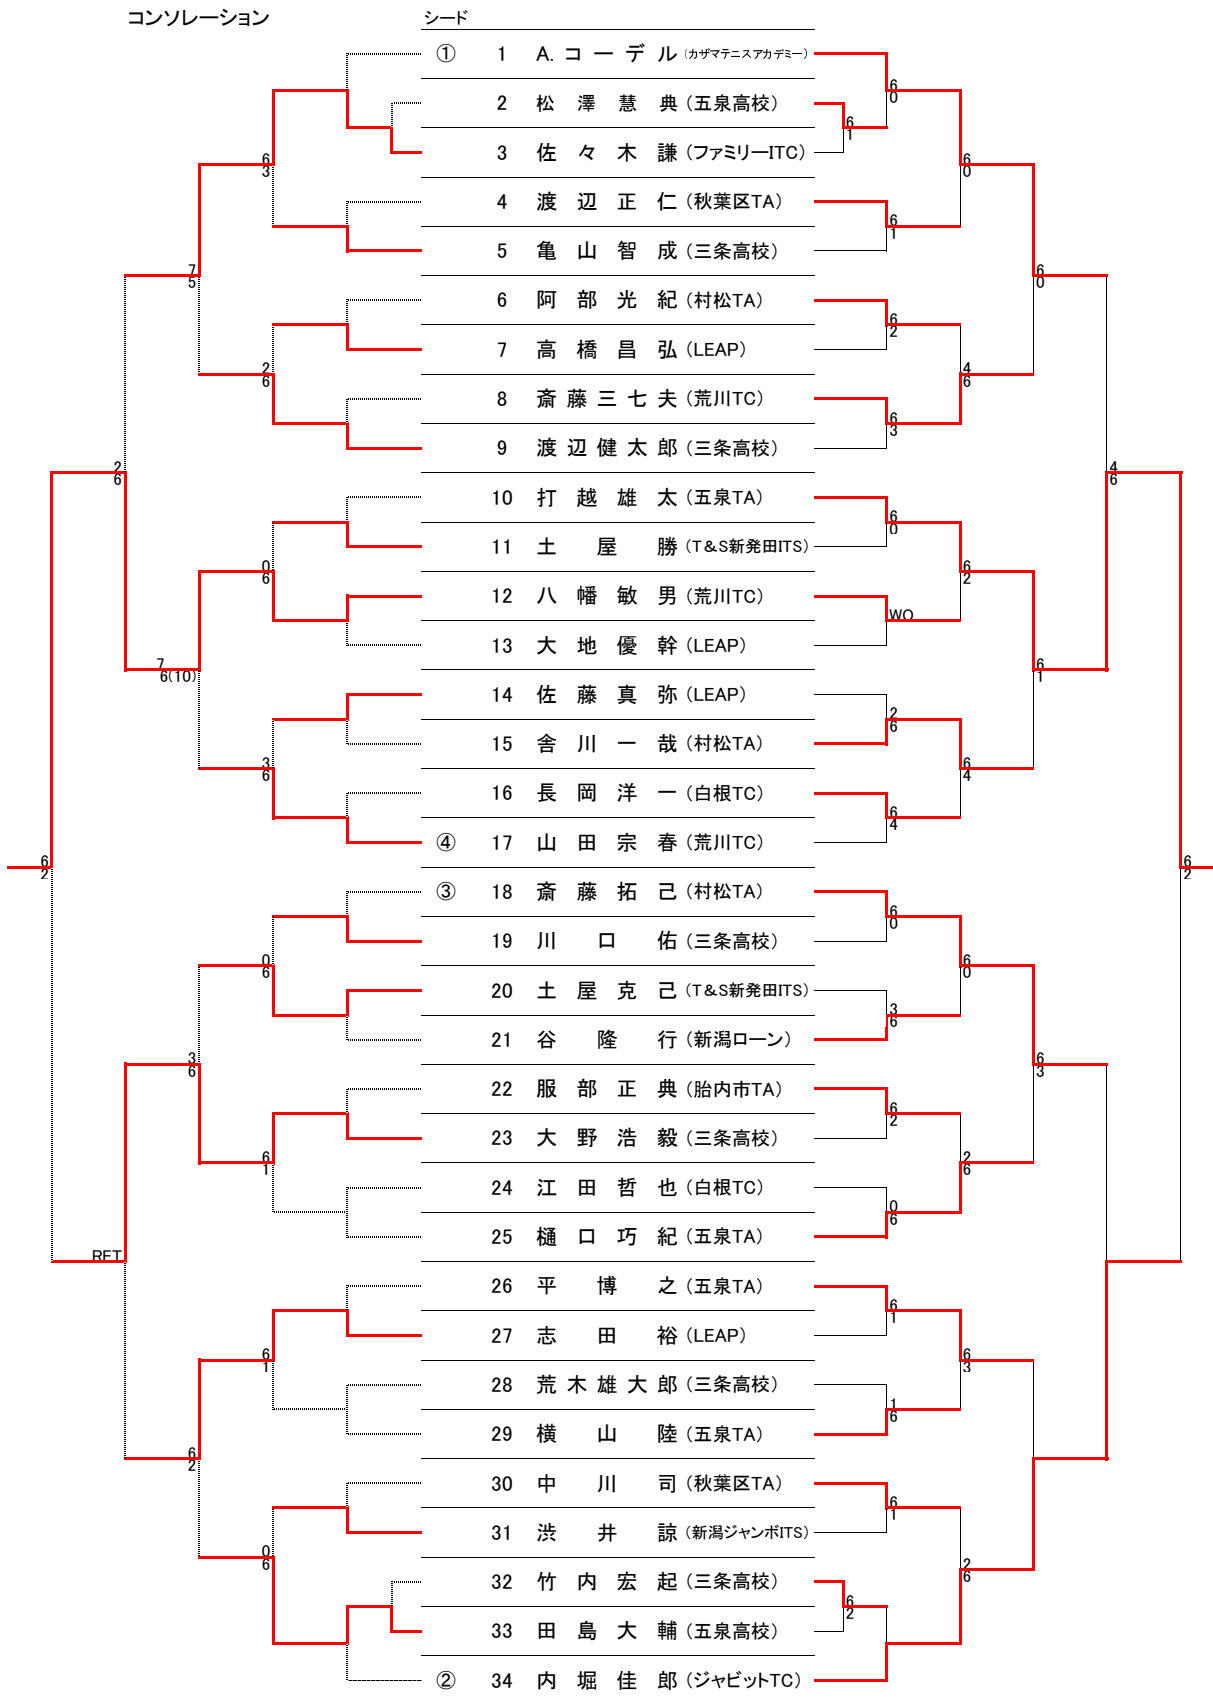 コンソレーション シード
① 1 A. コーデル (カザマテニスアカデミー)
6
0
2 松澤慧典 (五泉高校)
6
1
3 佐々木謙 (ファミリーITC)
6
3
6
0
4 渡辺正仁 (秋葉区TA)
6
1
5 亀山智成 (三条高校)
7
5
6
0
6 阿部光紀 (村松TA)
6
2
7 高橋昌弘 (LEAP)
2
6
4
6
8 斎藤三七夫 (荒川TC)
6
3
9 渡辺健太郎 (三条高校)
2
6
4
6
10 打越雄太 (五泉TA)
6
0
11 土屋勝 (T&S新発田ITS)
0
6
6
2
12 八幡敏男 (荒川TC)
WO
13 大地優幹 (LEAP)
7
6(10)
6
1
14 佐藤真弥 (LEAP)
2
6
15 舎川一哉 (村松TA)
3
6
6
4
16 長岡洋一 (白根TC)
6
4
④ 17 山田宗春 (荒川TC)
6
2
6
2
③ 18 斎藤拓己 (村松TA)
6
0
19 川口佑 (三条高校)
0
6
6
0
20 土屋克己 (T&S新発田ITS)
3
6
21 谷隆行 (新潟ローン)
3
6
6
3
22 服部正典 (胎内市TA)
6
2
23 大野浩毅 (三条高校)
6
1
2
6
24 江田哲也 (白根TC)
0
6
25 樋口巧紀 (五泉TA)
RET
26 平博之 (五泉TA)
6
1
27 志田裕 (LEAP)
6
1
6
3
28 荒木雄大郎 (三条高校)
1
6
29 横山陸 (五泉TA)
6
2
30 中川司 (秋葉区TA)
6
1
31 渋井諒 (新潟ジャンボITS)
0
6
2
6
32 竹内宏起 (三条高校)
6
2
33 田島大輔 (五泉高校)
② 34 内堀佳郎 (ジャビットTC)